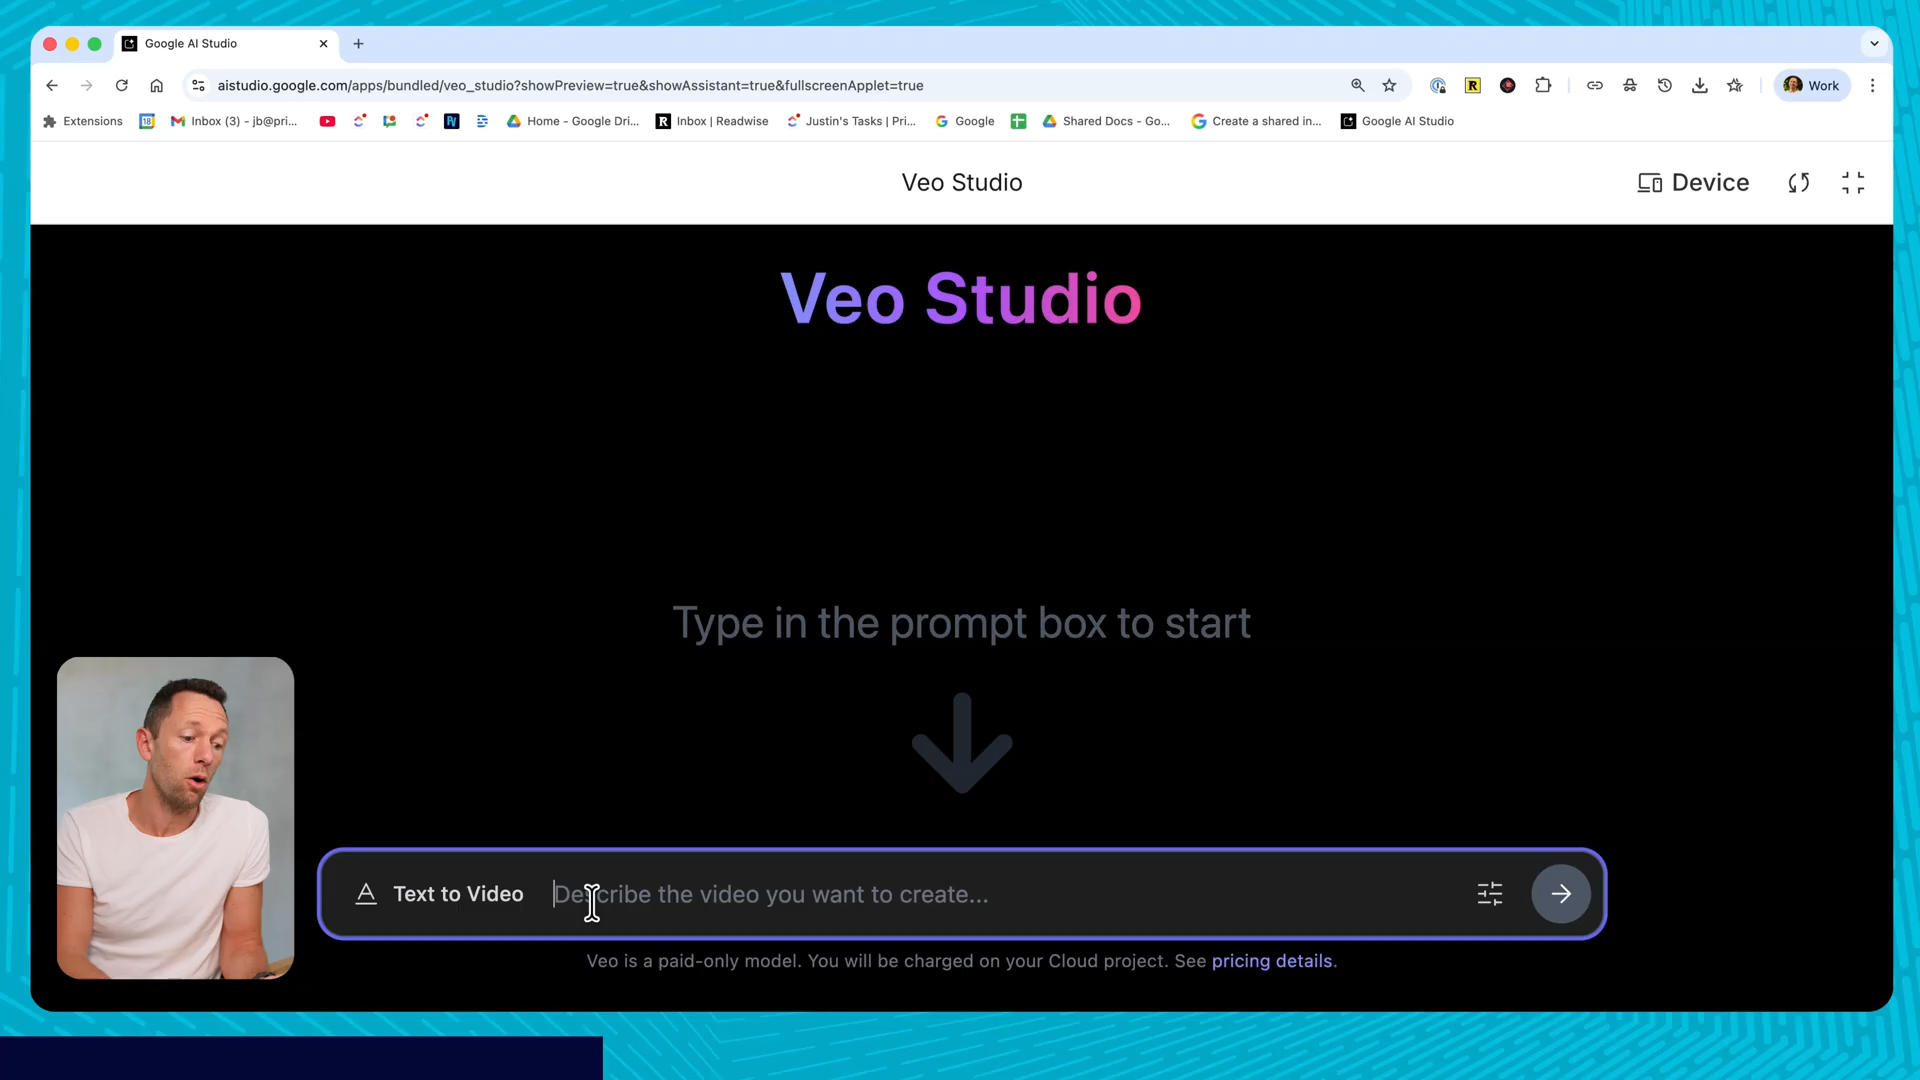 Google AI Studio
aistudio.google.com/apps/bundled/veo_studio?showPreview=true&showAssistant=true&fullscreenApplet=true
Work
Extensions
18
Inbox (3) - jb@pri...
Home - Google Dri...
R
Inbox | Readwise
Justin's Tasks | Pri...
Google
Shared Docs - Go...
Create a shared in...
Google AI Studio
Veo Studio
Device
Veo Studio
Type in the prompt box to start
Text to Video
Describe the video you want to create...
Veo is a paid-only model. You will be charged on your Cloud project. See pricing details.